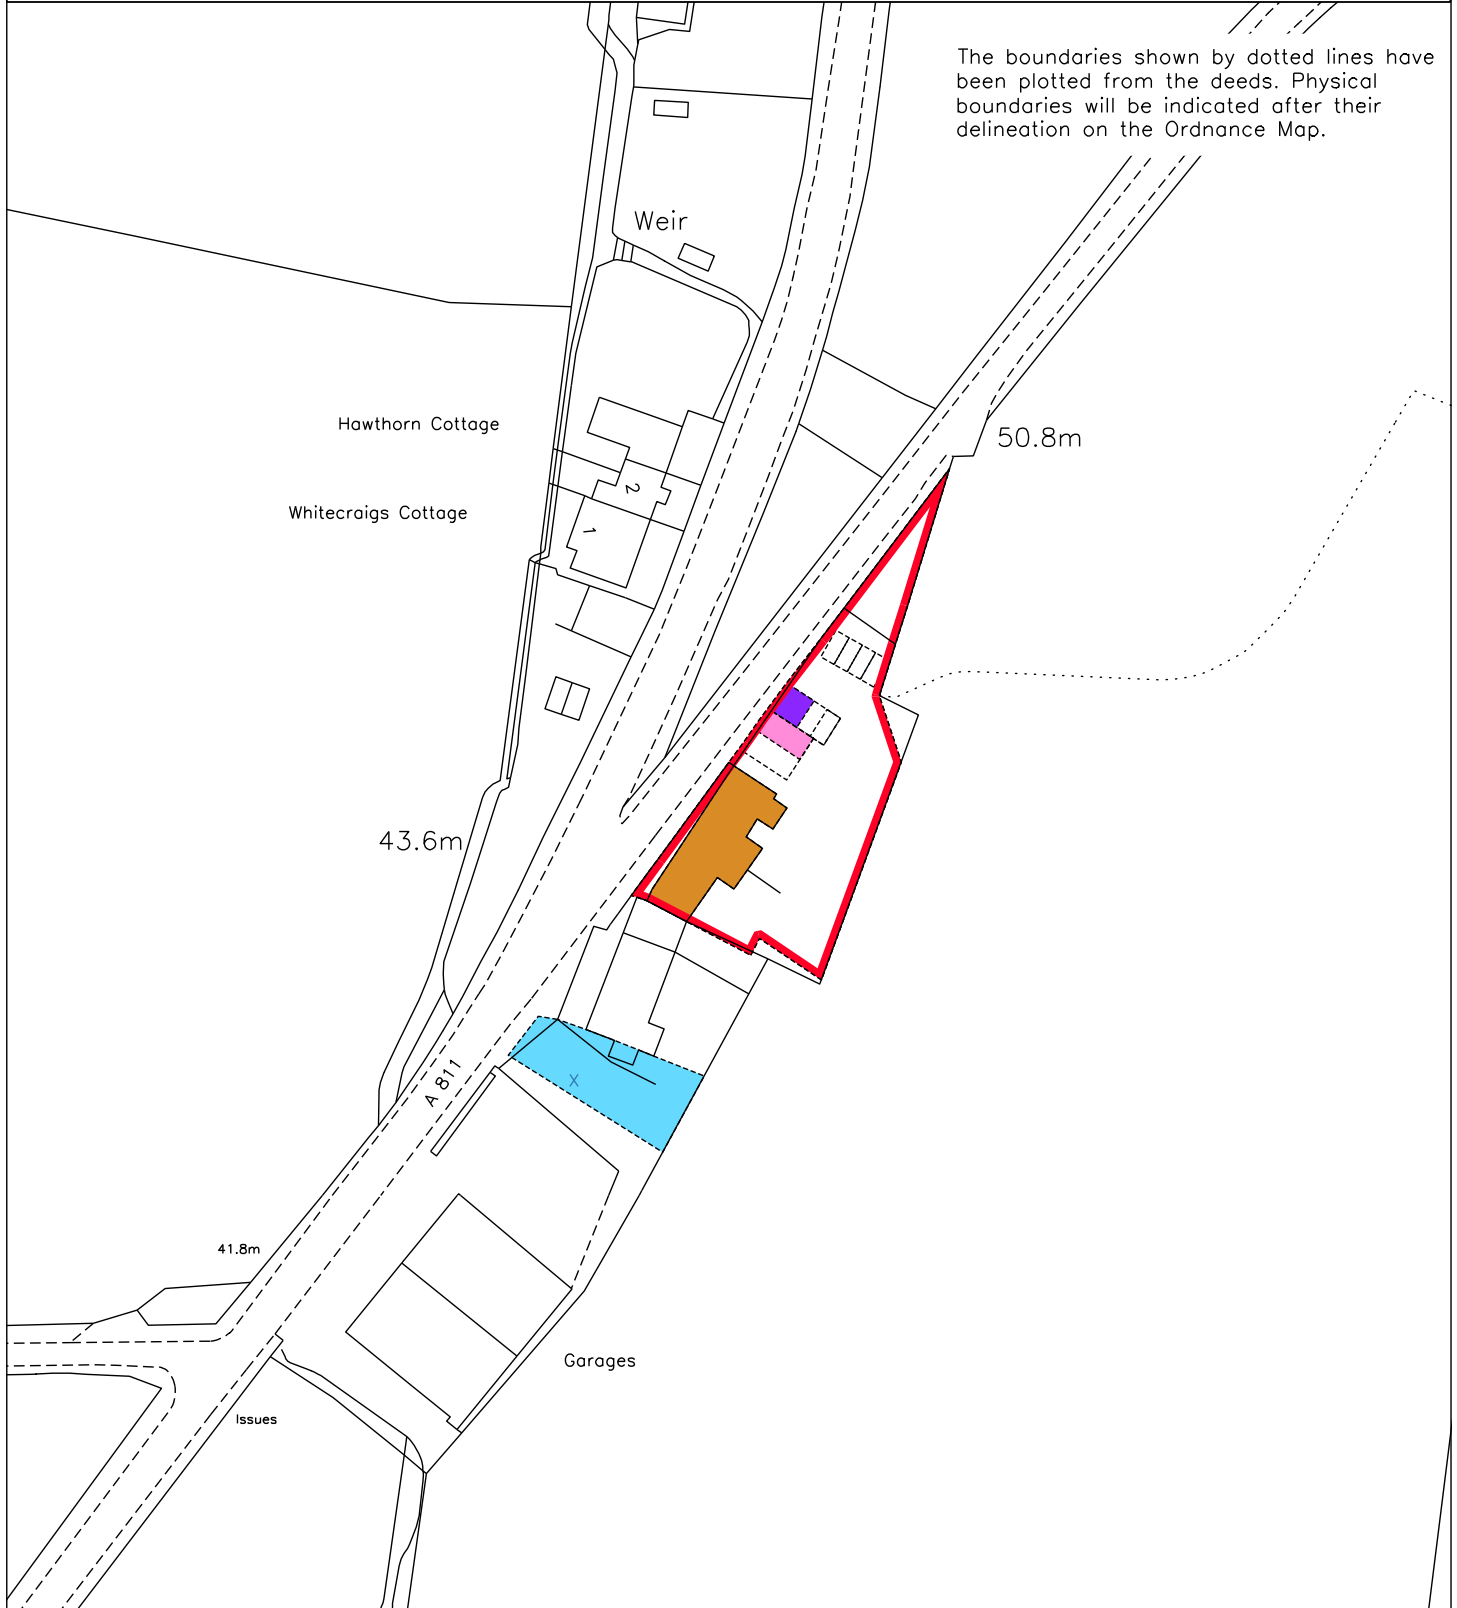 The boundaries shown by dotted lines have
been plotted from the deeds. Physical
boundaries will be indicated after their
delineation on the Ordnance Map.
Weir
Hawthorn Cottage
50.8m
2
Whitecraigs Cottage
1
43.6m
X
A 811
41.8m
Garages
Issues